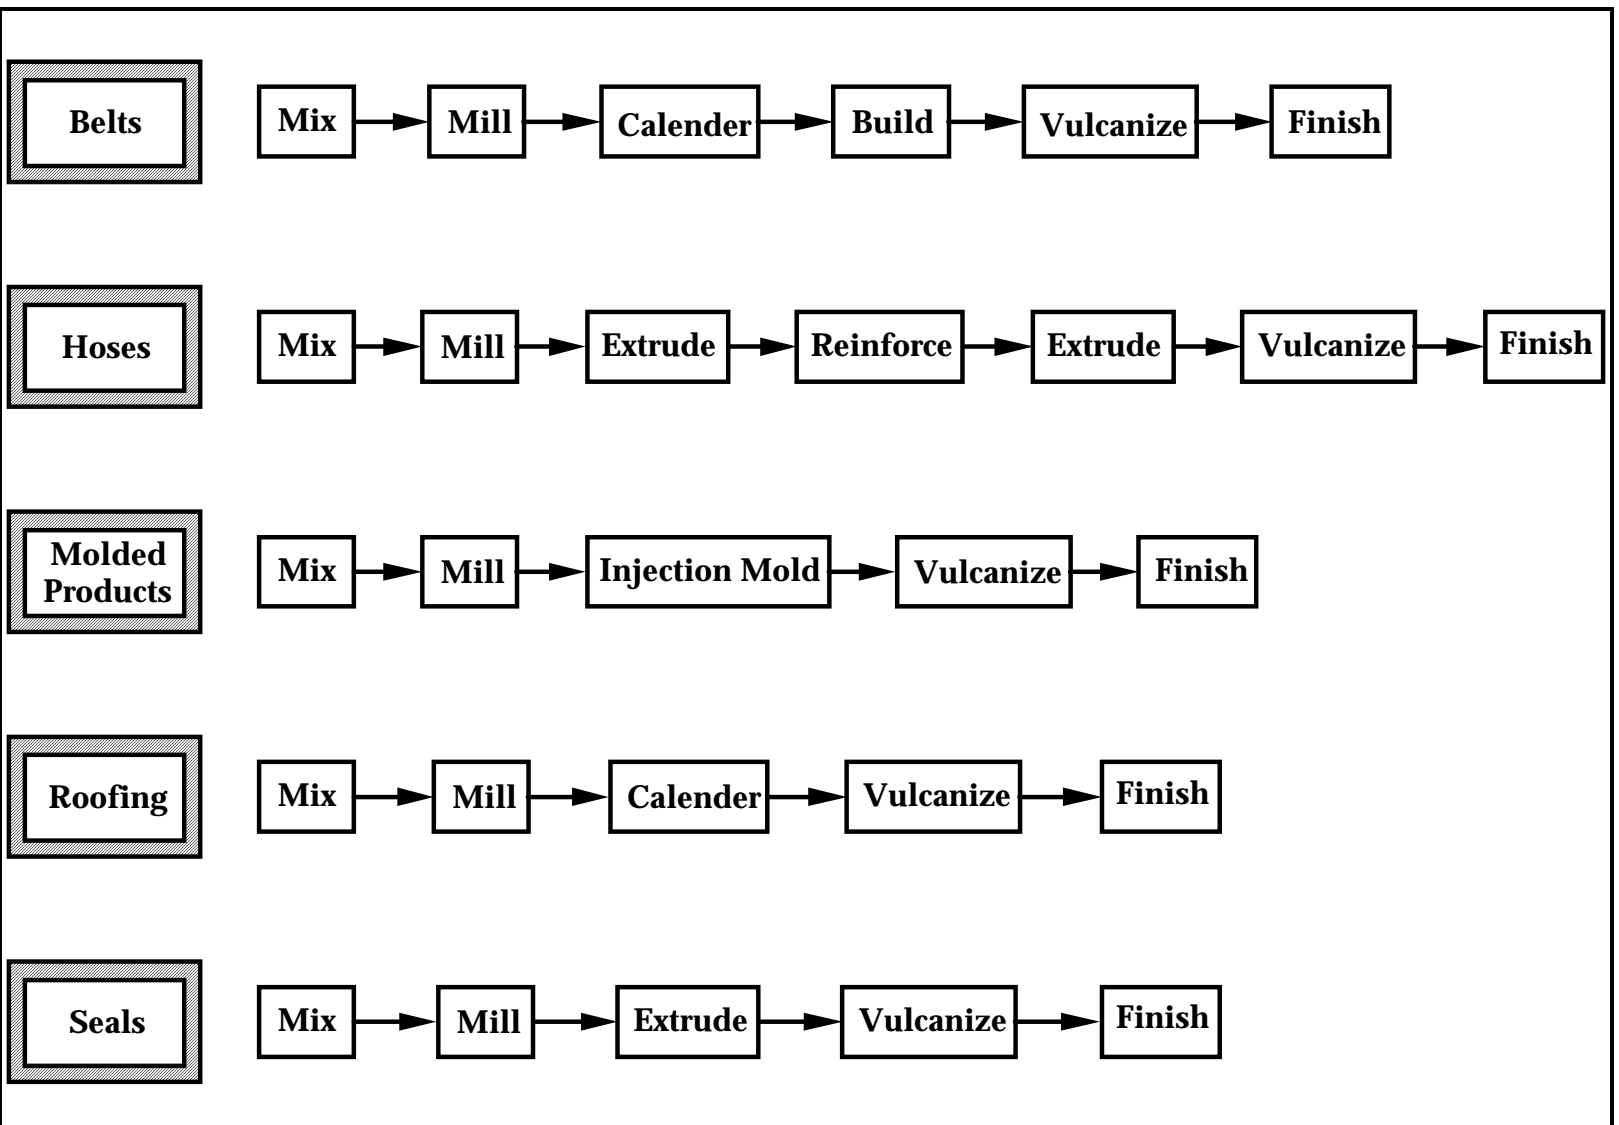 Belts Mix Mill Calender Build Vulcanize Finish
Hoses Mix Mill Extrude Reinforce Extrude Vulcanize Finish
Molded
Products Mix Mill Injection Mold Vulcanize Finish
Roofing Mix Mill Calender Vulcanize Finish
Seals Mix Mill Extrude Vulcanize Finish